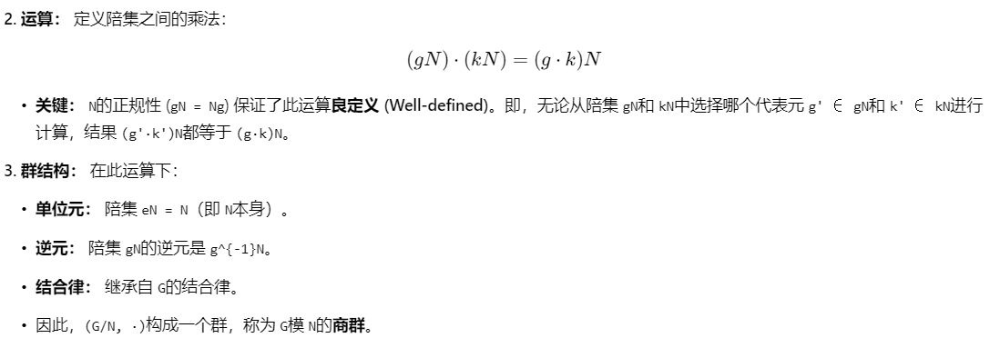 2. 运算： 定义陪集之间的乘法：
(gN) · (kN) = (g · k)N
• 关键： N的正规性 (gN = Ng) 保证了此运算良定义 (Well-defined)。即，无论从陪集 gN和 kN中选择哪个代表元 g' ∈ gN和 k' ∈ kN进行
计算，结果 (g'·k')N都等于 (g·k)N。
3. 群结构： 在此运算下：
• 单位元： 陪集 eN = N（即 N本身）。
• 逆元： 陪集 gN的逆元是 g^{-1}N。
• 结合律： 继承自 G的结合律。
• 因此，(G/N, ·)构成一个群，称为 G模 N的商群。